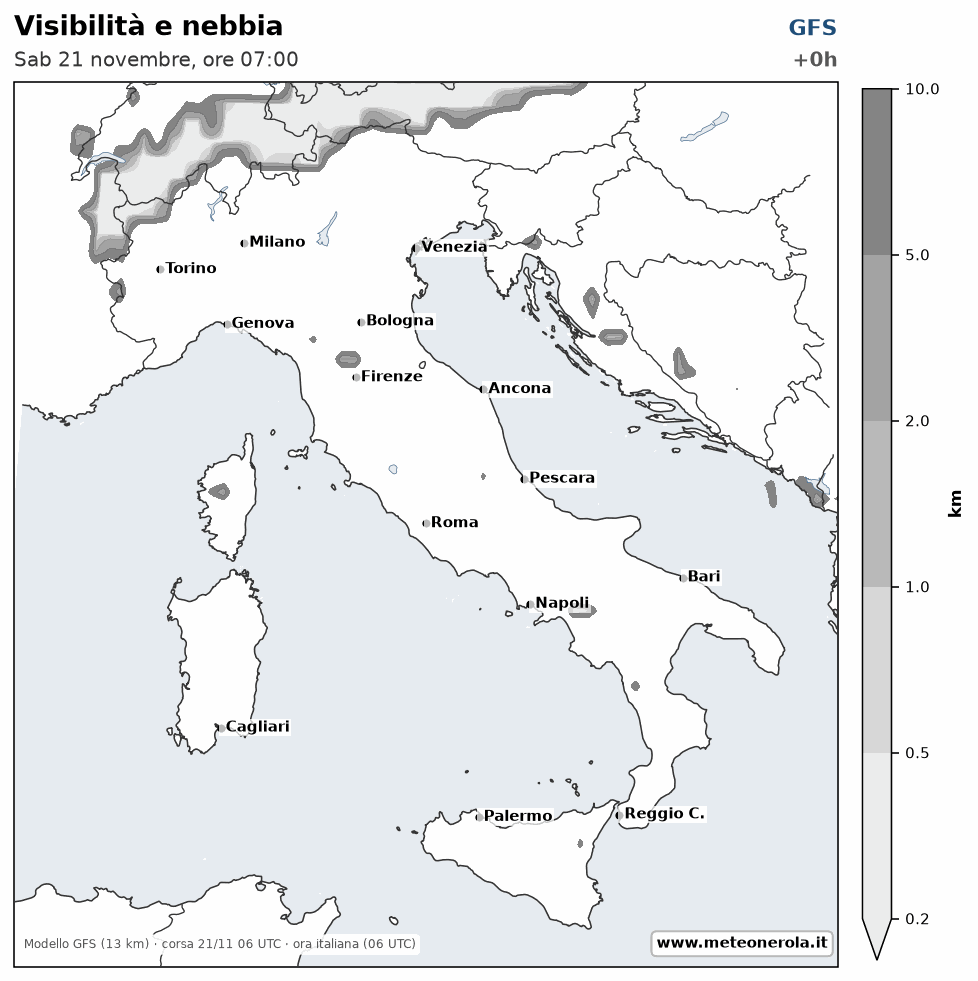 Visibilità e nebbia
GFS
Sab 21 novembre, ore 07:00
+0h
10.0
5.0
2.0
1.0
0.5
0.2
km
Milano
Venezia
Torino
Genova
Bologna
Firenze
Ancona
Pescara
Roma
Bari
Napoli
Cagliari
Palermo
Reggio C.
Modello GFS (13 km) · corsa 21/11 06 UTC · ora italiana (06 UTC)
www.meteonerola.it